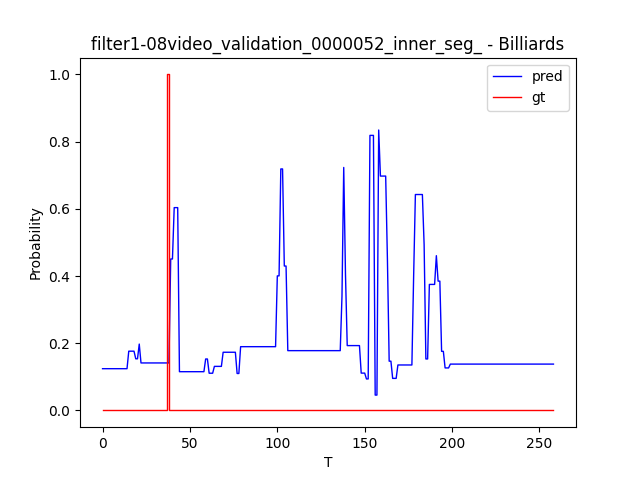 filter1-08video_validation_0000052_inner_seg_ - Billiards
pred
gt
1.0
0.8
0.6
0.4
0.2
0.0
Probability
0
50
100
150
200
250
T